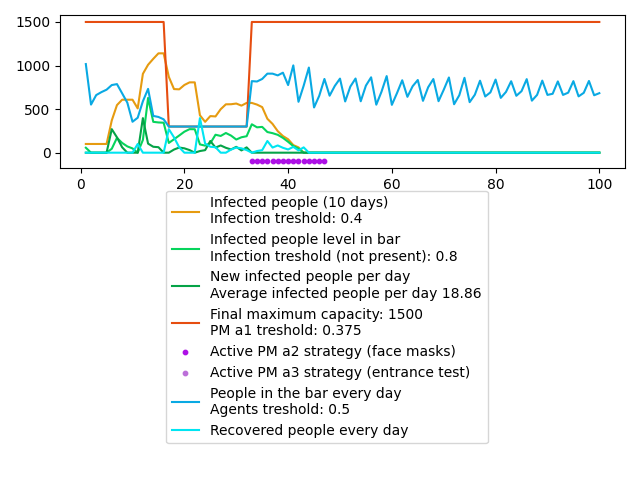 1500
1000
500
0
0 20 40 60 80 100
Infected people (10 days)
Infection treshold: 0.4
Infected people level in bar
Infection treshold (not present): 0.8
New infected people per day
Average infected people per day 18.86
Final maximum capacity: 1500
PM a1 treshold: 0.375
Active PM a2 strategy (face masks)
Active PM a3 strategy (entrance test)
People in the bar every day
Agents treshold: 0.5
Recovered people every day